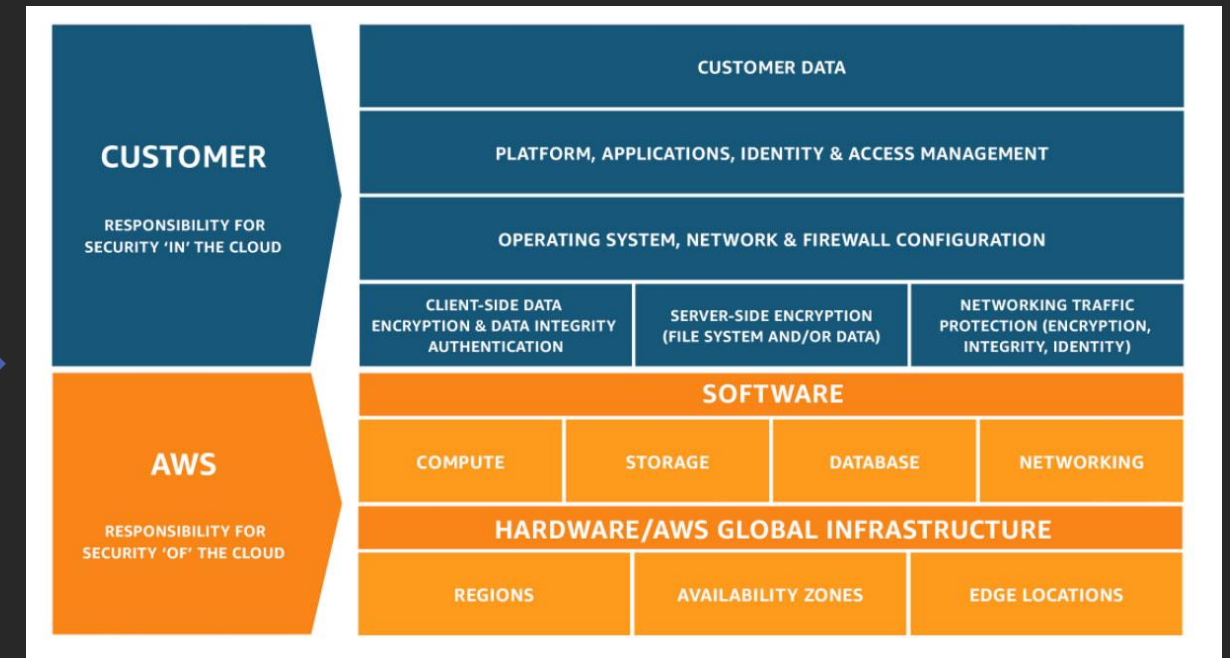 CUSTOMER
RESPONSIBILITY FOR
SECURITY ‘IN’ THE CLOUD
CUSTOMER DATA
PLATFORM, APPLICATIONS, IDENTITY & ACCESS MANAGEMENT
OPERATING SYSTEM, NETWORK & FIREWALL CONFIGURATION
CLIENT-SIDE DATA
ENCRYPTION & DATA INTEGRITY
AUTHENTICATION
SERVER-SIDE ENCRYPTION
(FILE SYSTEM AND/OR DATA)
NETWORKING TRAFFIC
PROTECTION (ENCRYPTION,
INTEGRITY, IDENTITY)
AWS
RESPONSIBILITY FOR
SECURITY ‘OF’ THE CLOUD
SOFTWARE
COMPUTE
STORAGE
DATABASE
NETWORKING
HARDWARE/AWS GLOBAL INFRASTRUCTURE
REGIONS
AVAILABILITY ZONES
EDGE LOCATIONS